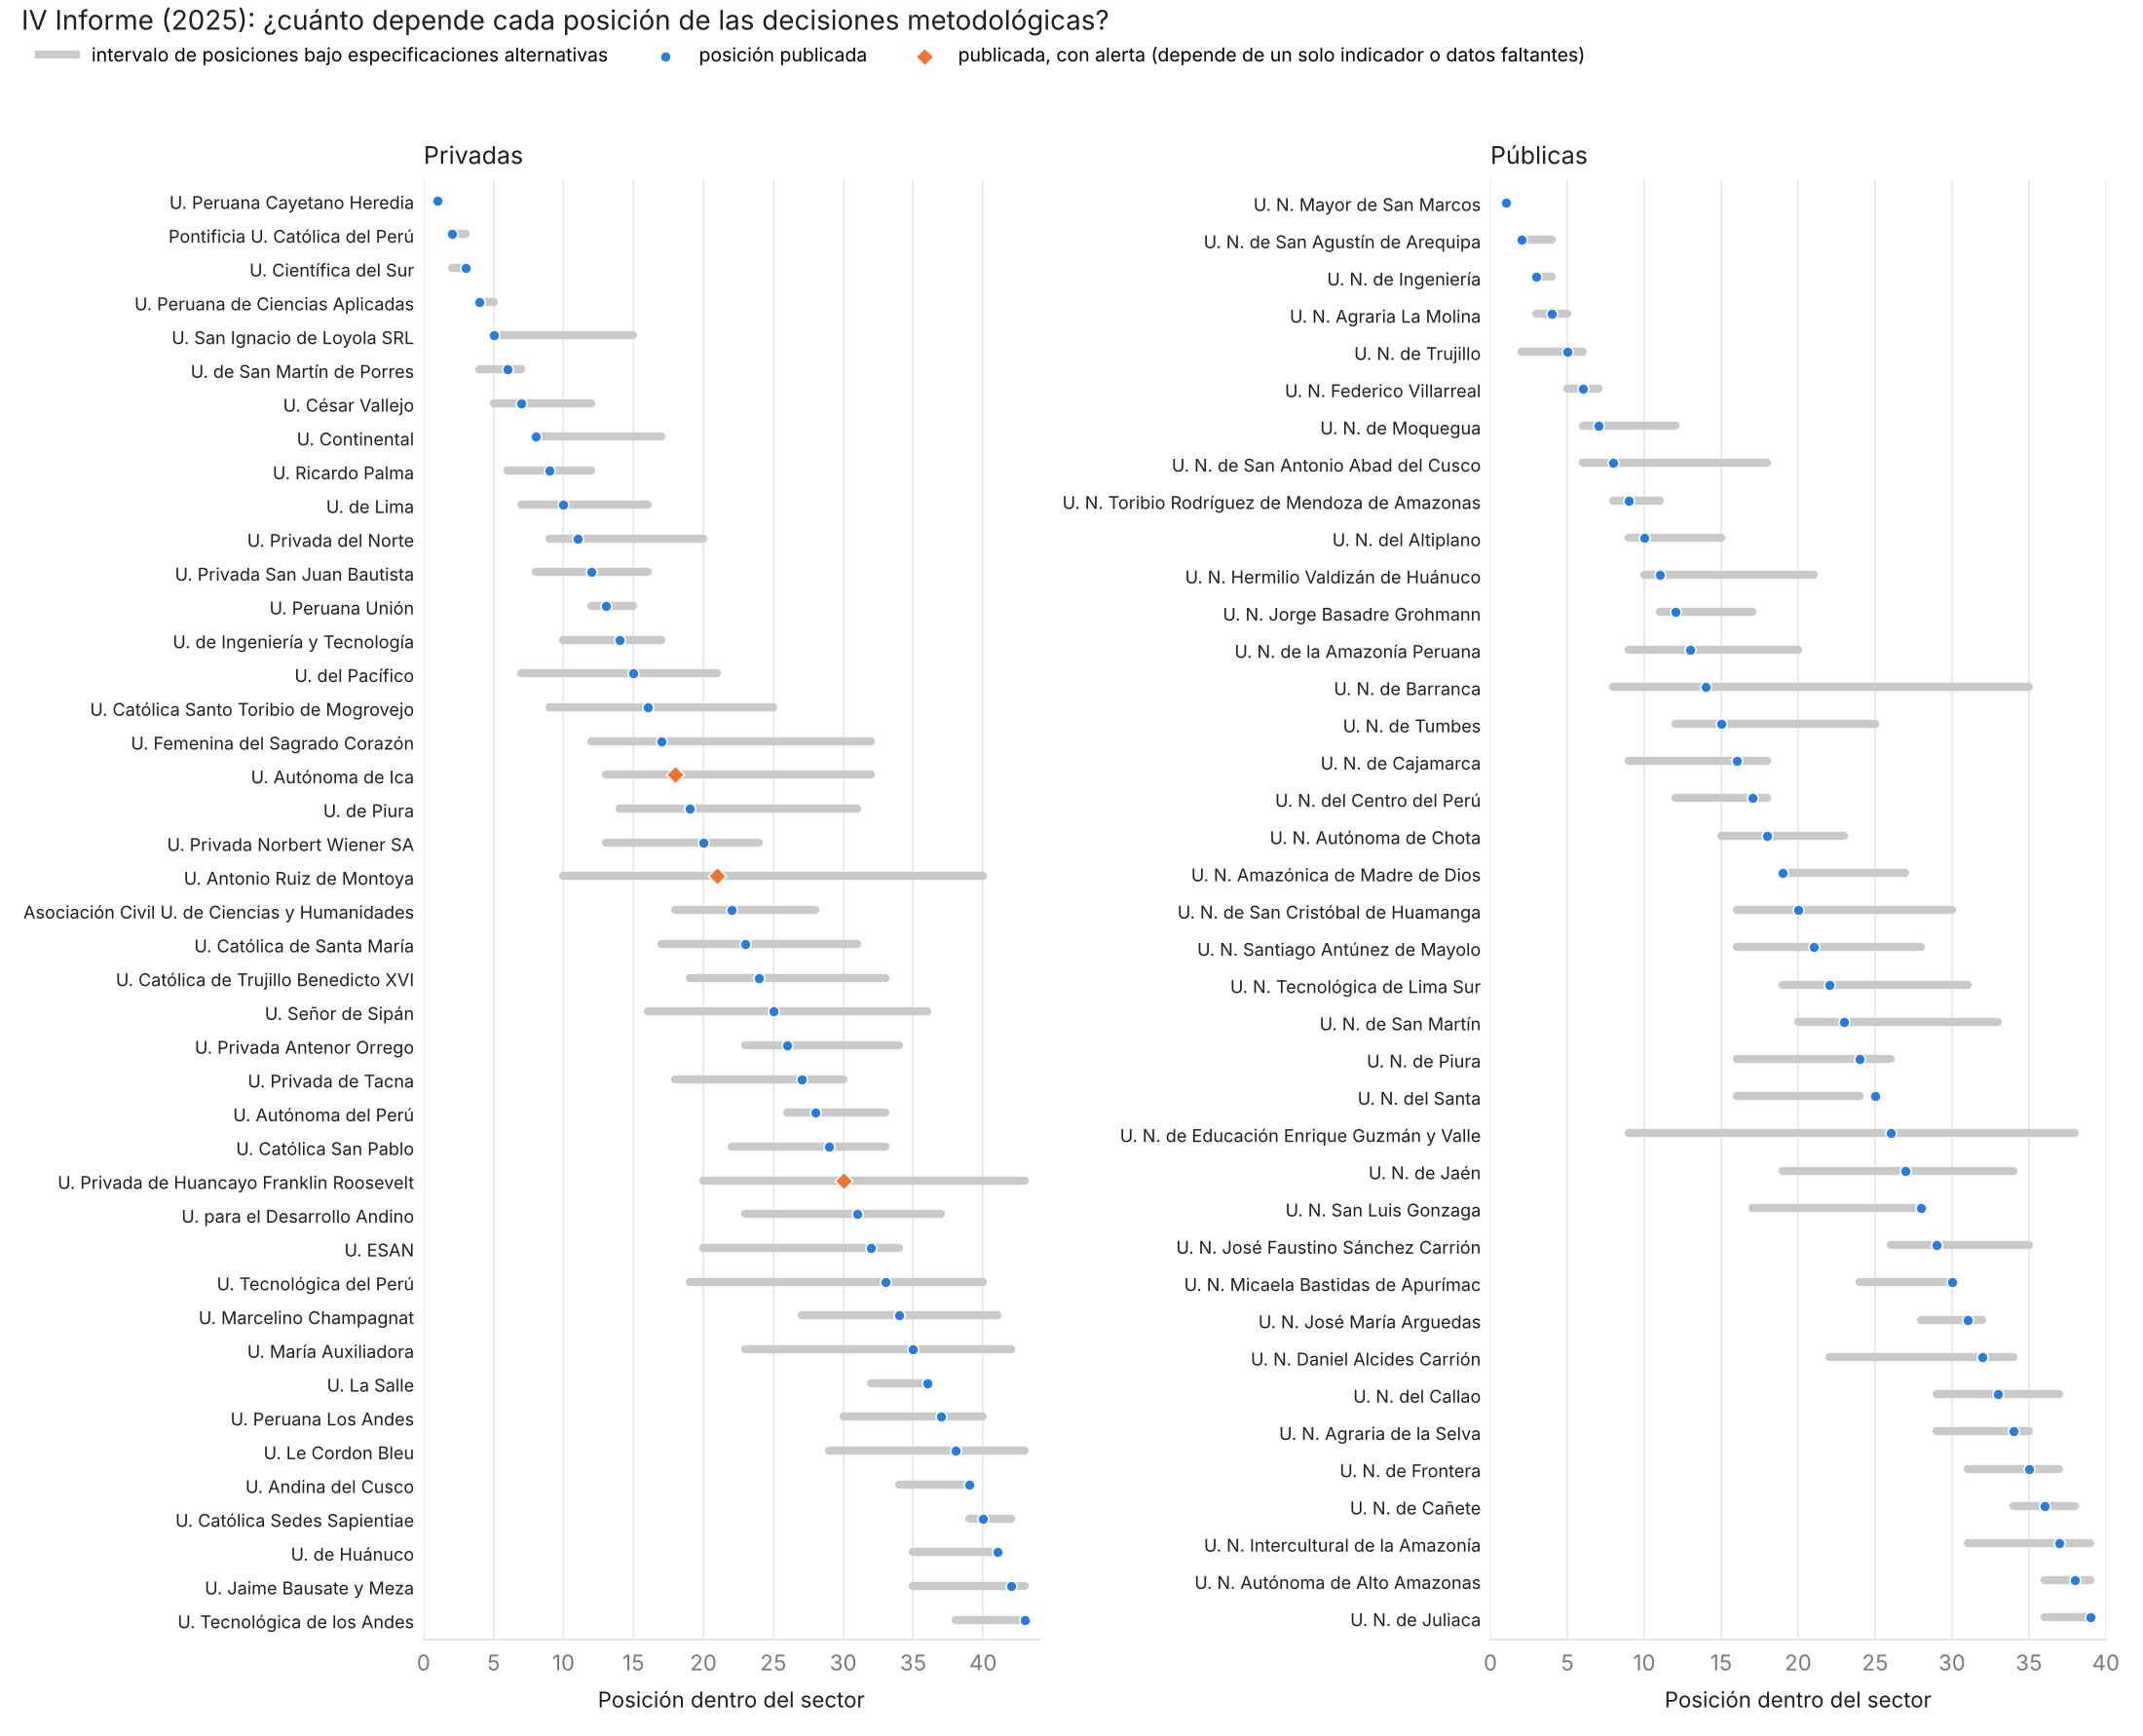 IV Informe (2025): ¿cuánto depende cada posición de las decisiones metodológicas?
intervalo de posiciones bajo especificaciones alternativas
posición publicada
publicada, con alerta (depende de un solo indicador o datos faltantes)
Privadas
U. Peruana Cayetano Heredia
Pontificia U. Católica del Perú
U. Científica del Sur
U. Peruana de Ciencias Aplicadas
U. San Ignacio de Loyola SRL
U. de San Martín de Porres
U. César Vallejo
U. Continental
U. Ricardo Palma
U. de Lima
U. Privada del Norte
U. Privada San Juan Bautista
U. Peruana Unión
U. de Ingeniería y Tecnología
U. del Pacífico
U. Católica Santo Toribio de Mogrovejo
U. Femenina del Sagrado Corazón
U. Autónoma de Ica
U. de Piura
U. Privada Norbert Wiener SA
U. Antonio Ruiz de Montoya
Asociación Civil U. de Ciencias y Humanidades
U. Católica de Santa María
U. Católica de Trujillo Benedicto XVI
U. Señor de Sipán
U. Privada Antenor Orrego
U. Privada de Tacna
U. Autónoma del Perú
U. Católica San Pablo
U. Privada de Huancayo Franklin Roosevelt
U. para el Desarrollo Andino
U. ESAN
U. Tecnológica del Perú
U. Marcelino Champagnat
U. María Auxiliadora
U. La Salle
U. Peruana Los Andes
U. Le Cordon Bleu
U. Andina del Cusco
U. Católica Sedes Sapientiae
U. de Huánuco
U. Jaime Bausate y Meza
U. Tecnológica de los Andes
0 5 10 15 20 25 30 35 40
Posición dentro del sector
Públicas
U. N. Mayor de San Marcos
U. N. de San Agustín de Arequipa
U. N. de Ingeniería
U. N. Agraria La Molina
U. N. de Trujillo
U. N. Federico Villarreal
U. N. de Moquegua
U. N. de San Antonio Abad del Cusco
U. N. Toribio Rodríguez de Mendoza de Amazonas
U. N. del Altiplano
U. N. Hermilio Valdizán de Huánuco
U. N. Jorge Basadre Grohmann
U. N. de la Amazonía Peruana
U. N. de Barranca
U. N. de Tumbes
U. N. de Cajamarca
U. N. del Centro del Perú
U. N. Autónoma de Chota
U. N. Amazónica de Madre de Dios
U. N. de San Cristóbal de Huamanga
U. N. Santiago Antúnez de Mayolo
U. N. Tecnológica de Lima Sur
U. N. de San Martín
U. N. de Piura
U. N. del Santa
U. N. de Educación Enrique Guzmán y Valle
U. N. de Jaén
U. N. San Luis Gonzaga
U. N. José Faustino Sánchez Carrión
U. N. Micaela Bastidas de Apurímac
U. N. José María Arguedas
U. N. Daniel Alcides Carrión
U. N. del Callao
U. N. Agraria de la Selva
U. N. de Frontera
U. N. de Cañete
U. N. Intercultural de la Amazonía
U. N. Autónoma de Alto Amazonas
U. N. de Juliaca
0 5 10 15 20 25 30 35 40
Posición dentro del sector